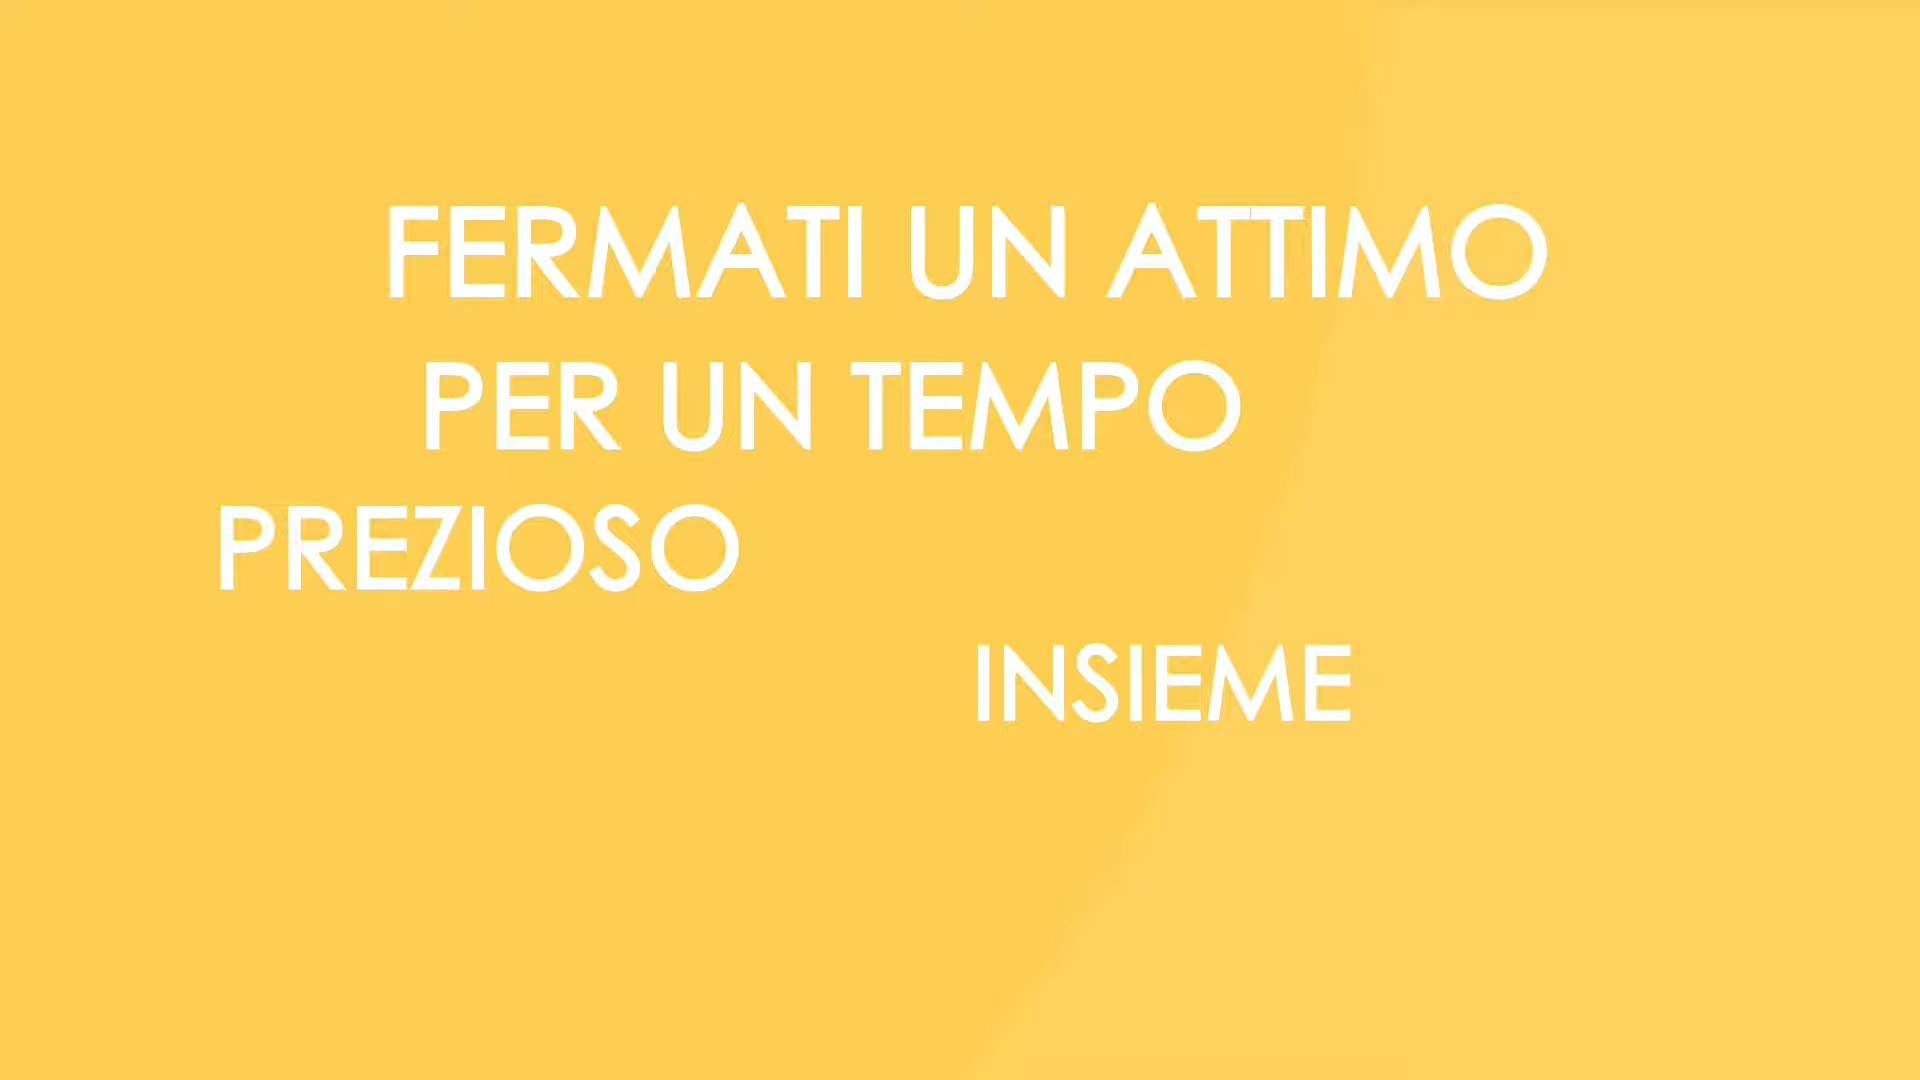 FERMATI UN ATTIMO
PER UN TEMPO
PREZIOSO
INSIEME